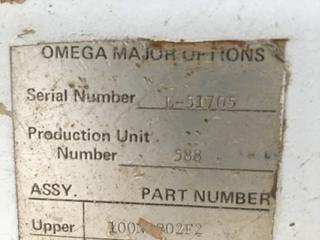 OMEGA MAJOR OPTIONS
Serial Number
Production Unit
Number 588
ASSY. PART NUMBER
Upper